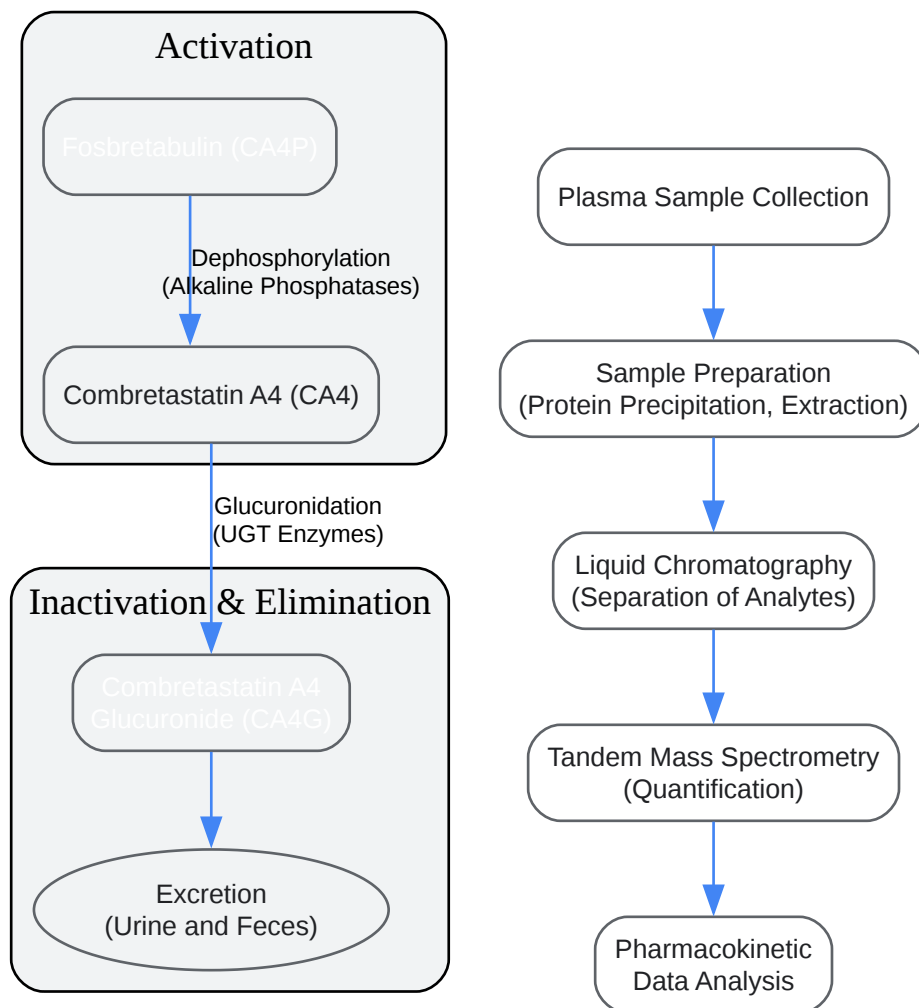 Activation
Fosbretabulin (CA4P)
Dephosphorylation
(Alkaline Phosphatases)
Combretastatin A4 (CA4)
Glucuronidation
(UGT Enzymes)
Inactivation & Elimination
Combretastatin A4
Glucuronide (CA4G)
Excretion
(Urine and Feces)
Plasma Sample Collection
Sample Preparation
(Protein Precipitation, Extraction)
Liquid Chromatography
(Separation of Analytes)
Tandem Mass Spectrometry
(Quantification)
Pharmacokinetic
Data Analysis